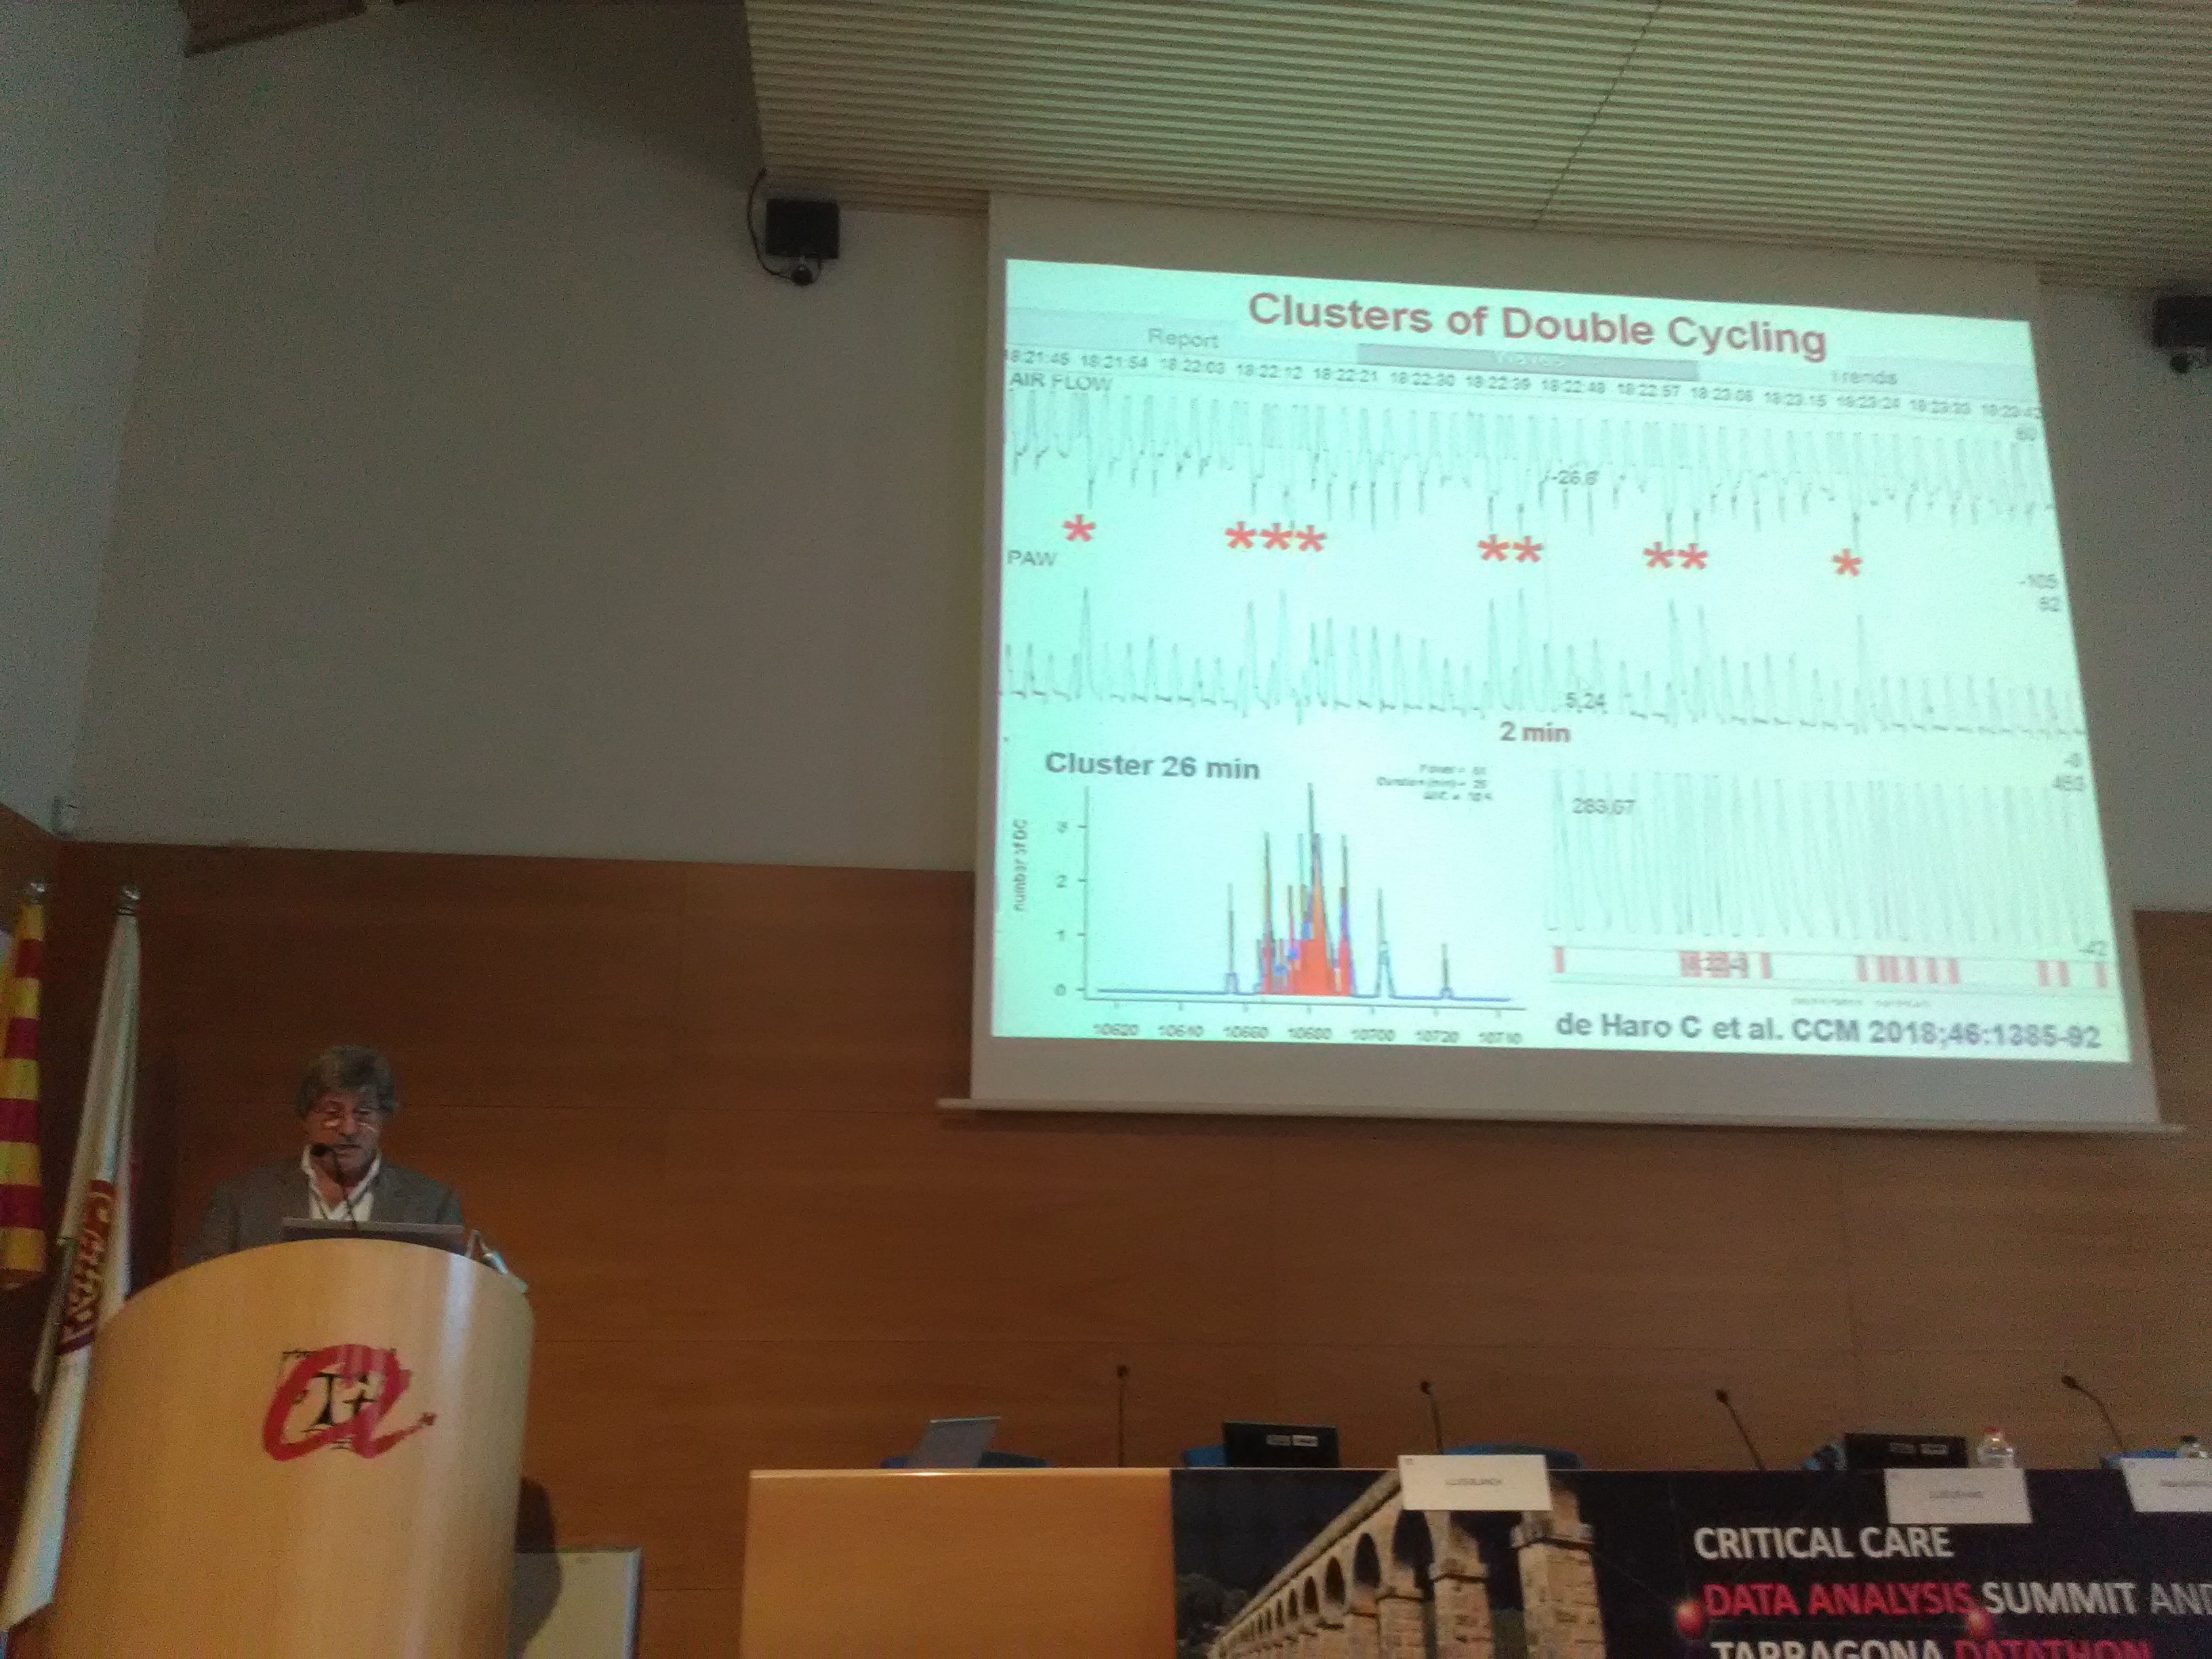 Clusters of Double Cycling
Report
Trends
18:21:45 18:21:54 18:22:03 18:22:12 18:22:21 18:22:30 18:22:39 18:22:48 18:22:57 18:23:06 18:23:15 18:23:24 18:23:33 18:23:42
AIR FLOW
60
-26.6
* *** ** ** *
PAW
-105
62
5,24
2 min
Cluster 26 min
463
283,67
number of DC
3
2
1
0
-42
10620 10640 10660 10680 10700 10720
de Haro C et al. CCM 2018;46:1385-92
CRITICAL CARE
DATA ANALYSIS SUMMIT AND
TARRAGONA DATATHON